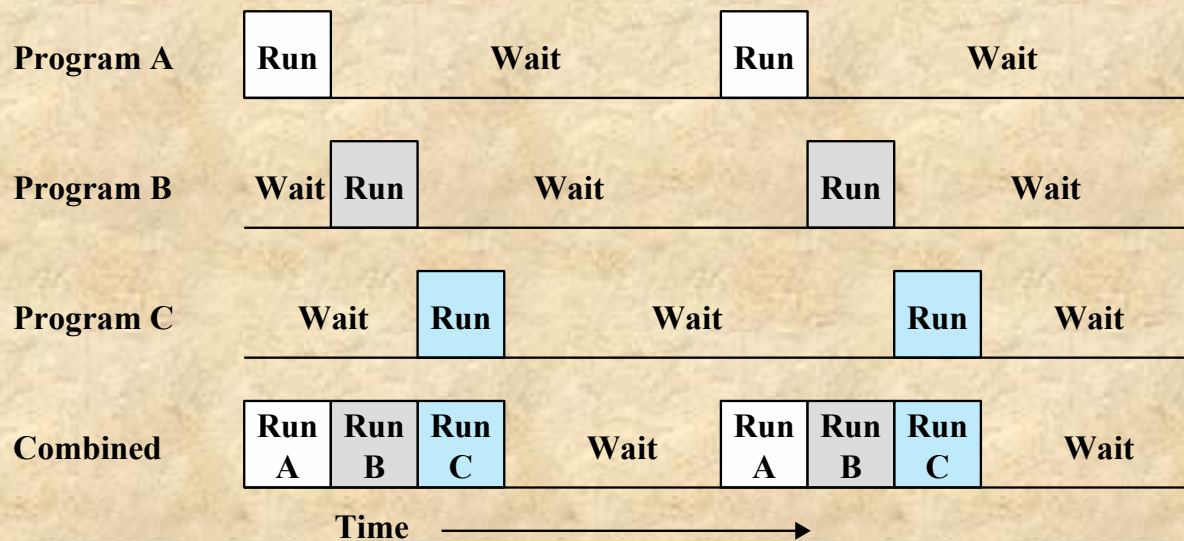 Program A Run Wait Run Wait
Program B Wait Run Wait Run Wait
Program C Wait Run Wait Run Wait
Combined Run A Run B Run C Wait Run A Run B Run C Wait
Time